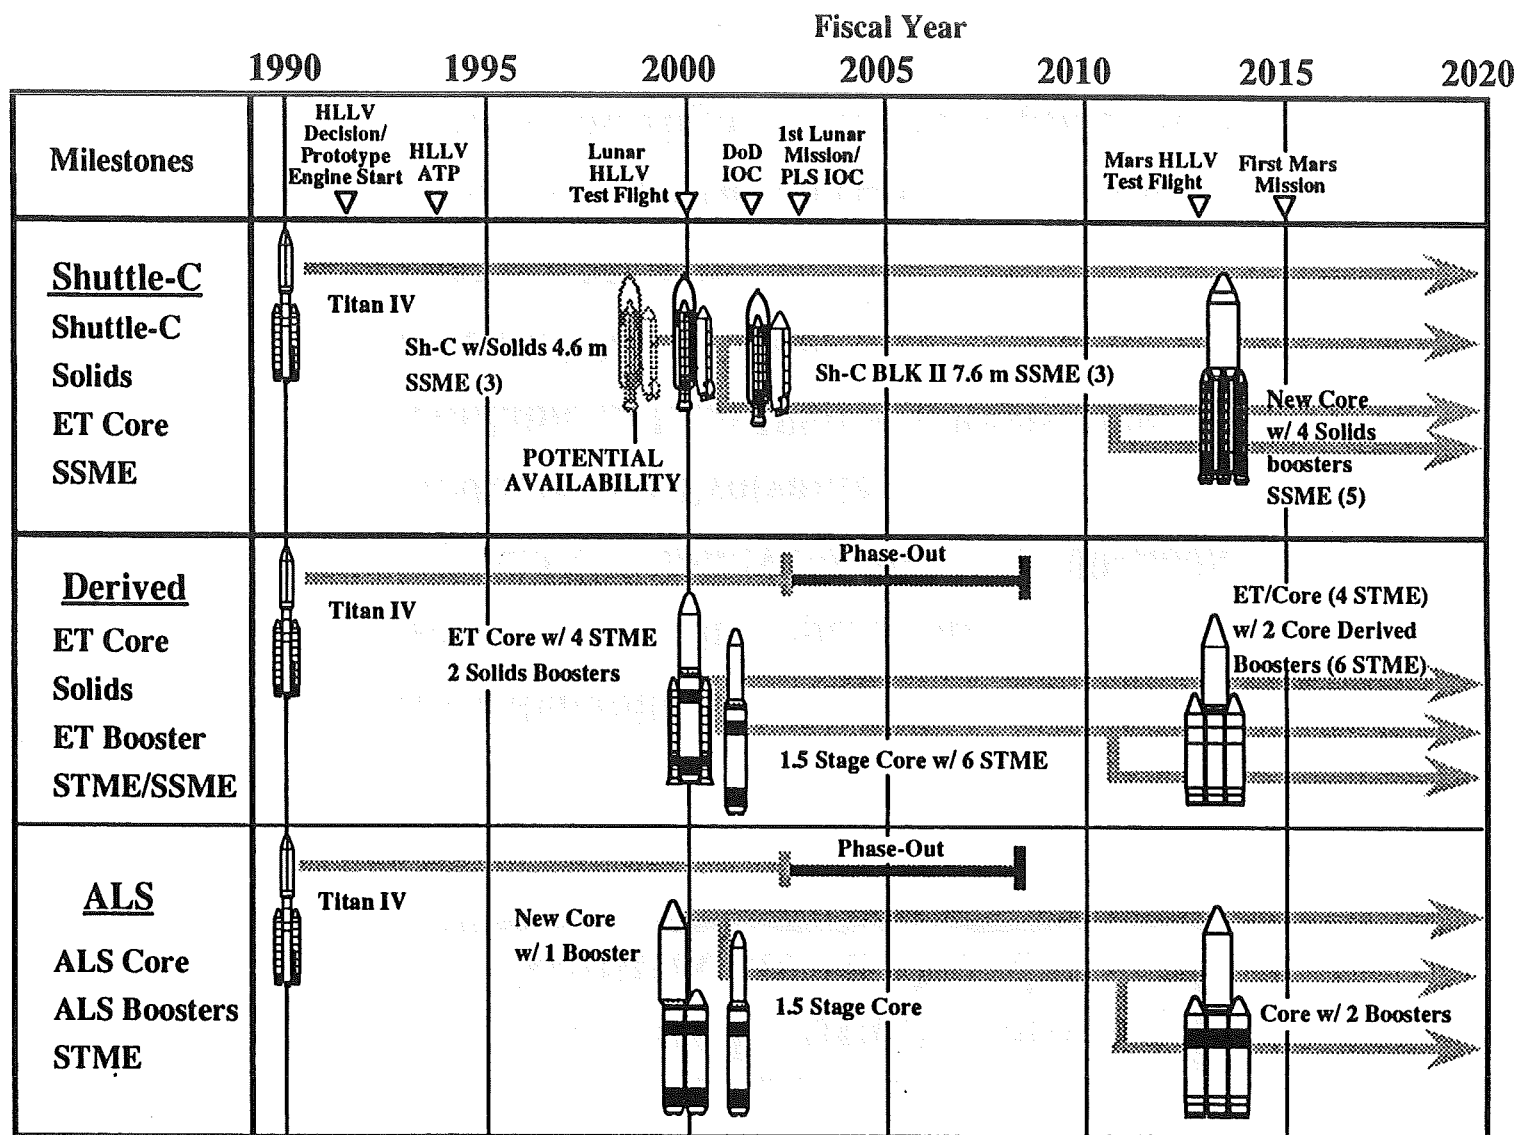 Fiscal Year
1990 1995 2000 2005 2010 2015 2020
Milestones
HLLV
Decision/
Prototype
Engine Start
HLLV
ATP
Lunar
HLLV
Test Flight
DoD
IOC
1st Lunar
Mission/
PLS IOC
Mars HLLV
Test Flight
First Mars
Mission
Shuttle-C
Shuttle-C
Solids
ET Core
SSME
Titan IV
Sh-C w/Solids 4.6 m
SSME (3)
POTENTIAL
AVAILABILITY
Sh-C BLK II 7.6 m SSME (3)
New Core
w/ 4 Solids
boosters
SSME (5)
Derived
ET Core
Solids
ET Booster
STME/SSME
Titan IV
Phase-Out
ET Core w/ 4 STME
2 Solids Boosters
1.5 Stage Core w/ 6 STME
ET/Core (4 STME)
w/ 2 Core Derived
Boosters (6 STME)
ALS
ALS Core
ALS Boosters
STME
Titan IV
Phase-Out
New Core
w/ 1 Booster
1.5 Stage Core
Core w/ 2 Boosters